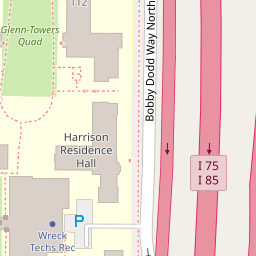 112
Glenn-Towers
Quad
Bobby Dodd Way North
Harrison
Residence
Hall
I 75
I 85
P
Wreck
Techs Rec